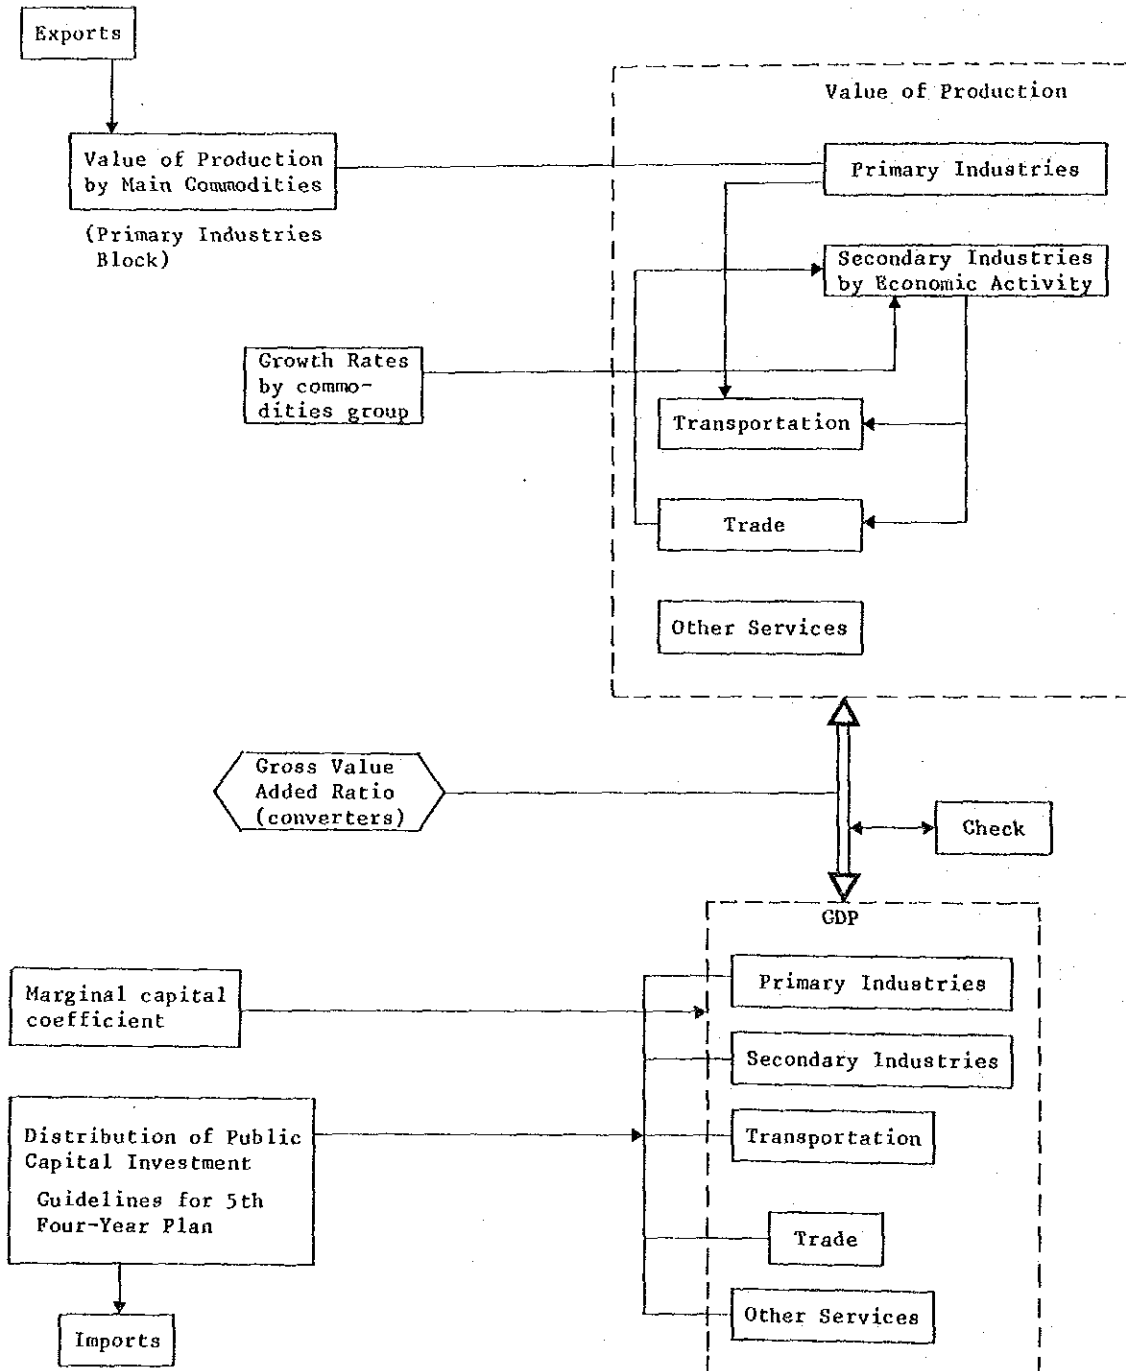 Exports
Value of Production
Value of Production
by Main Commodities
Primary Industries
(Primary Industries
Block)
Secondary Industries
by Economic Activity
Growth Rates
by commo-
dities group
Transportation
Trade
Other Services
Gross Value
Added Ratio
(converters)
Check
GDP
Primary Industries
Marginal capital
coefficient
Secondary Industries
Distribution of Public
Capital Investment
Guidelines for 5th
Four-Year Plan
Transportation
Trade
Other Services
Imports